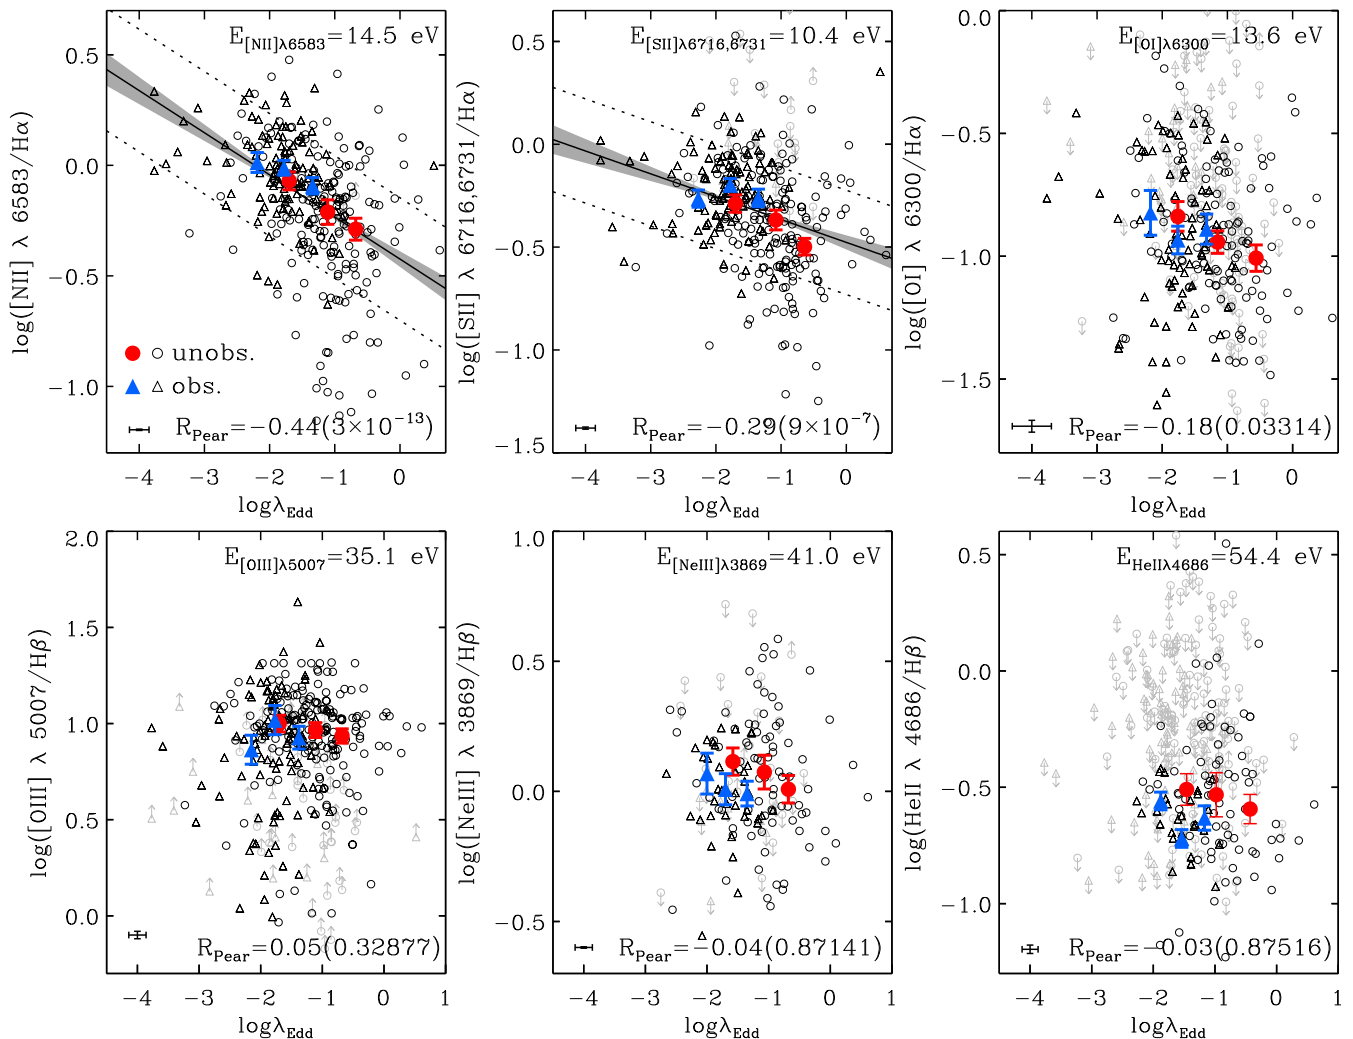 E[NII]λ6583=14.5 eV
0.5
0.0
−0.5
−1.0
log([NII] λ 6583/Hα)
unobs.
obs.
RPear=−0.44(3×10−13)
−4 −3 −2 −1 0
logλEdd
E[SII]λ6716,6731=10.4 eV
0.5
0.0
−0.5
−1.0
−1.5
log([SII] λ 6716,6731/Hα)
RPear=−0.29(9×10−7)
−4 −3 −2 −1 0
logλEdd
E[OI]λ6300=13.6 eV
0.0
−0.5
−1.0
−1.5
log([OI] λ 6300/Hα)
RPear=−0.18(0.03314)
−4 −3 −2 −1 0
logλEdd
E[OIII]λ5007=35.1 eV
2.0
1.5
1.0
0.5
0.0
log([OIII] λ 5007/Hβ)
RPear=0.05(0.32877)
−4 −3 −2 −1 0 1
logλEdd
E[NeIII]λ3869=41.0 eV
1.0
0.5
0.0
−0.5
log([NeIII] λ 3869/Hβ)
RPear=−0.04(0.87141)
−4 −3 −2 −1 0 1
logλEdd
EHeIIλ4686=54.4 eV
0.5
0.0
−0.5
−1.0
log(HeII λ 4686/Hβ)
RPear=−0.03(0.87516)
−4 −3 −2 −1 0 1
logλEdd